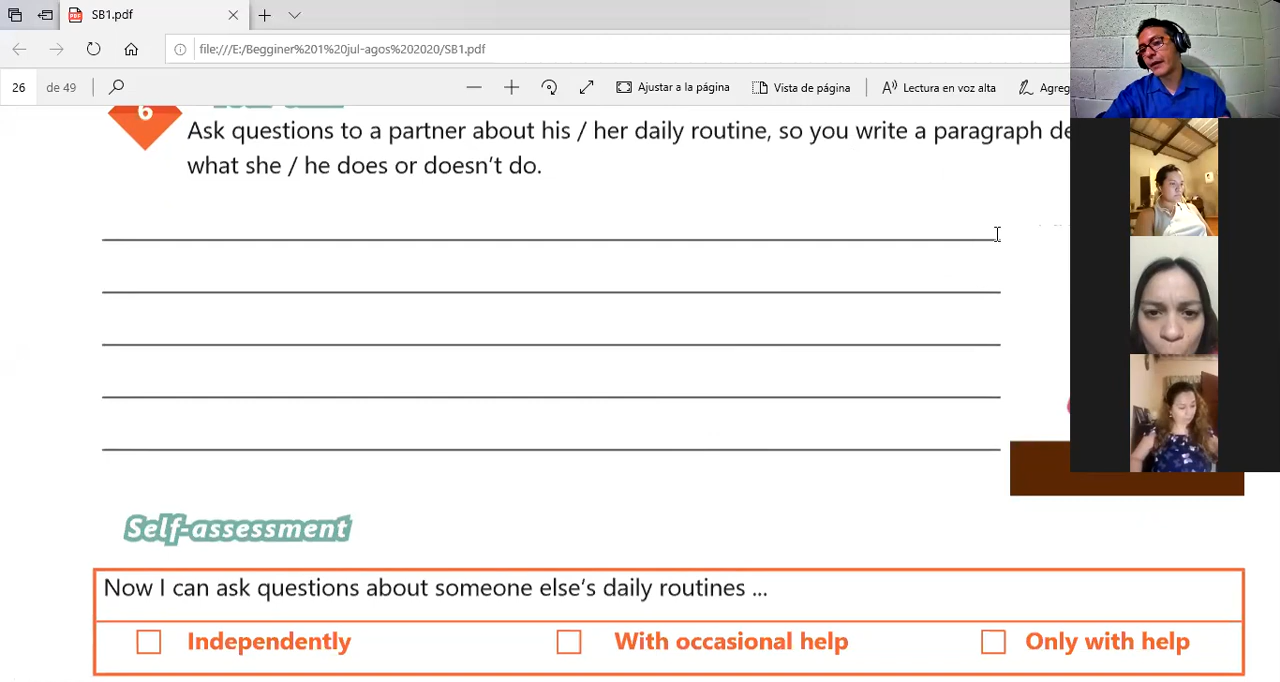 SB1.pdf
file:///E:/Begginer%201%20jul-agos%202020/SB1.pdf
26 de 49 Ajustar a la página Vista de página Lectura en voz alta
6
Ask questions to a partner about his / her daily routine, so you write a paragraph
what she / he does or doesn't do.
Self-assessment
Now I can ask questions about someone else's daily routines ...
Independently With occasional help Only with help